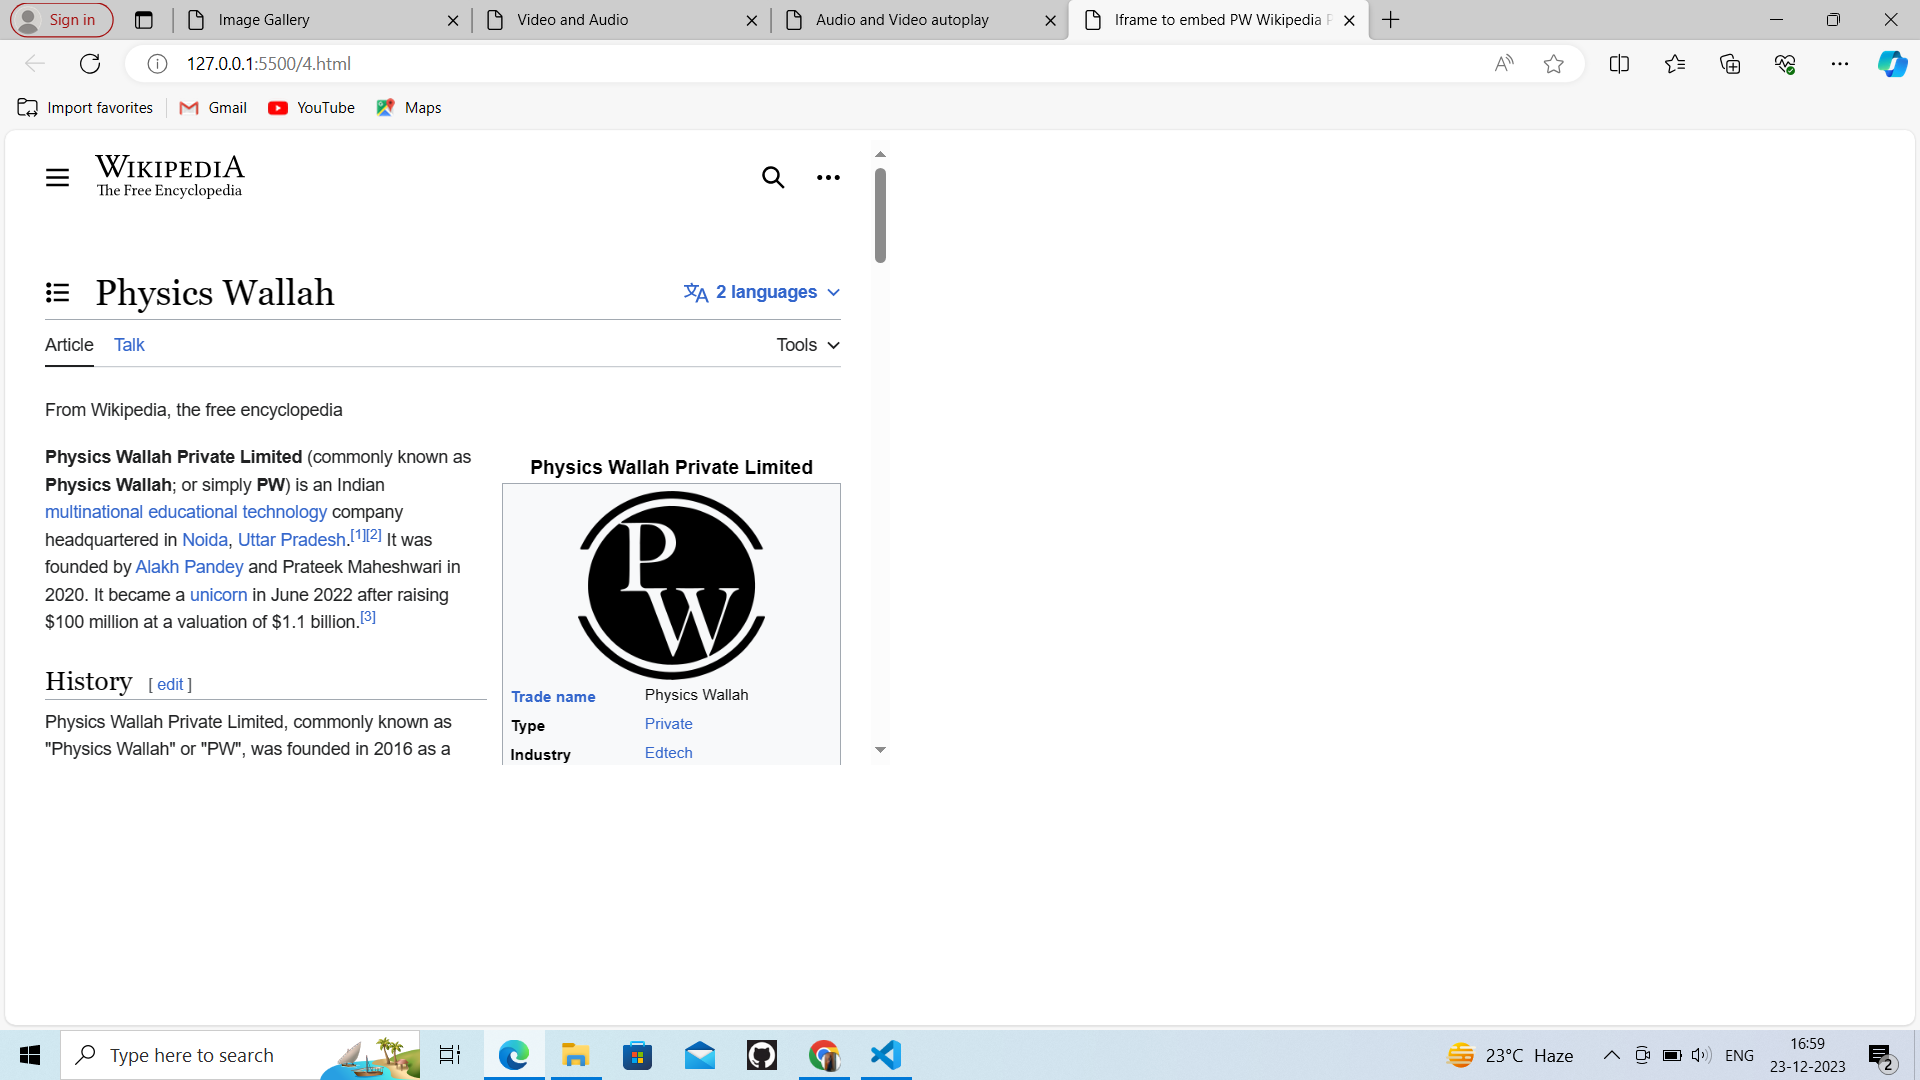 Sign in
Image Gallery
Video and Audio
Audio and Video autoplay
Iframe to embed PW Wikipedia P
127.0.0.1:5500/4.html
Import favorites
Gmail
YouTube
Maps
WIKIPEDIA
The Free Encyclopedia
Physics Wallah
2 languages
Article Talk
Tools
From Wikipedia, the free encyclopedia
Physics Wallah Private Limited (commonly known as
Physics Wallah; or simply PW) is an Indian
multinational educational technology company
headquartered in Noida, Uttar Pradesh.[1][2] It was
founded by Alakh Pandey and Prateek Maheshwari in
2020. It became a unicorn in June 2022 after raising
$100 million at a valuation of $1.1 billion.[3]
History [ edit ]
Physics Wallah Private Limited, commonly known as
"Physics Wallah" or "PW", was founded in 2016 as a
Physics Wallah Private Limited
P
W
Trade name Physics Wallah
Type Private
Industry Edtech
Type here to search
23°C Haze
ENG
16:59
23-12-2023
2